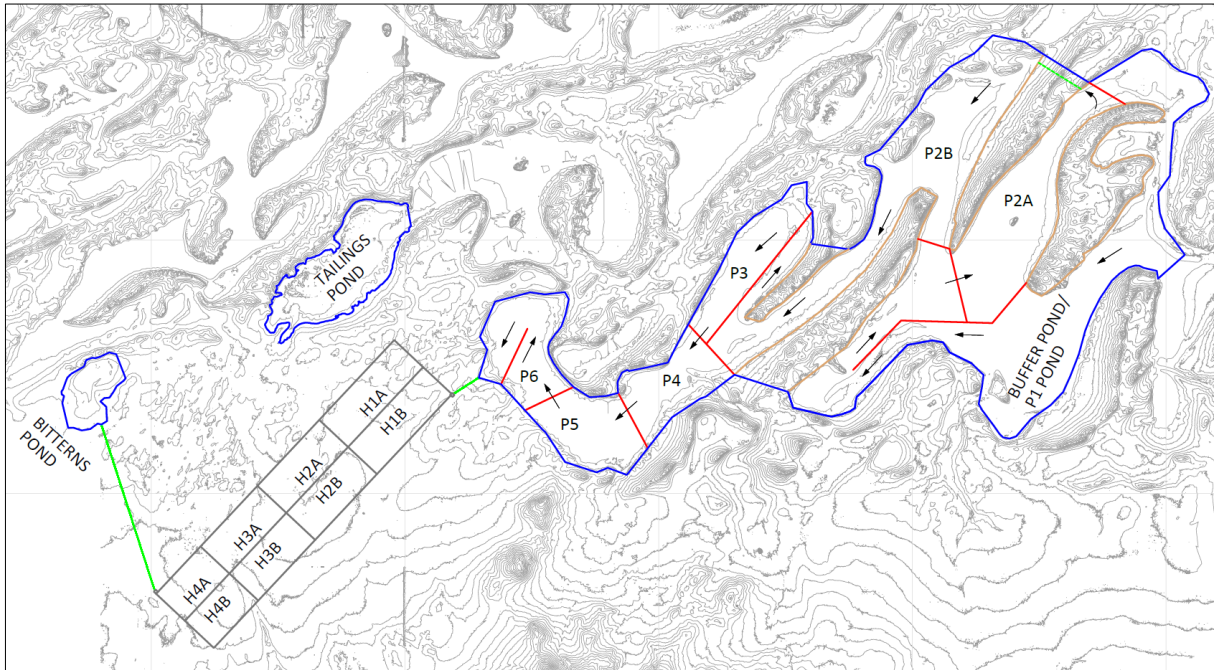 P2B
P2A
TAILINGS
POND
P3
BUFFER POND/
P1 POND
P4
P6
P5
BITTERNS
POND
H1A
H1B
H2A
H2B
H3A
H3B
H4A
H4B